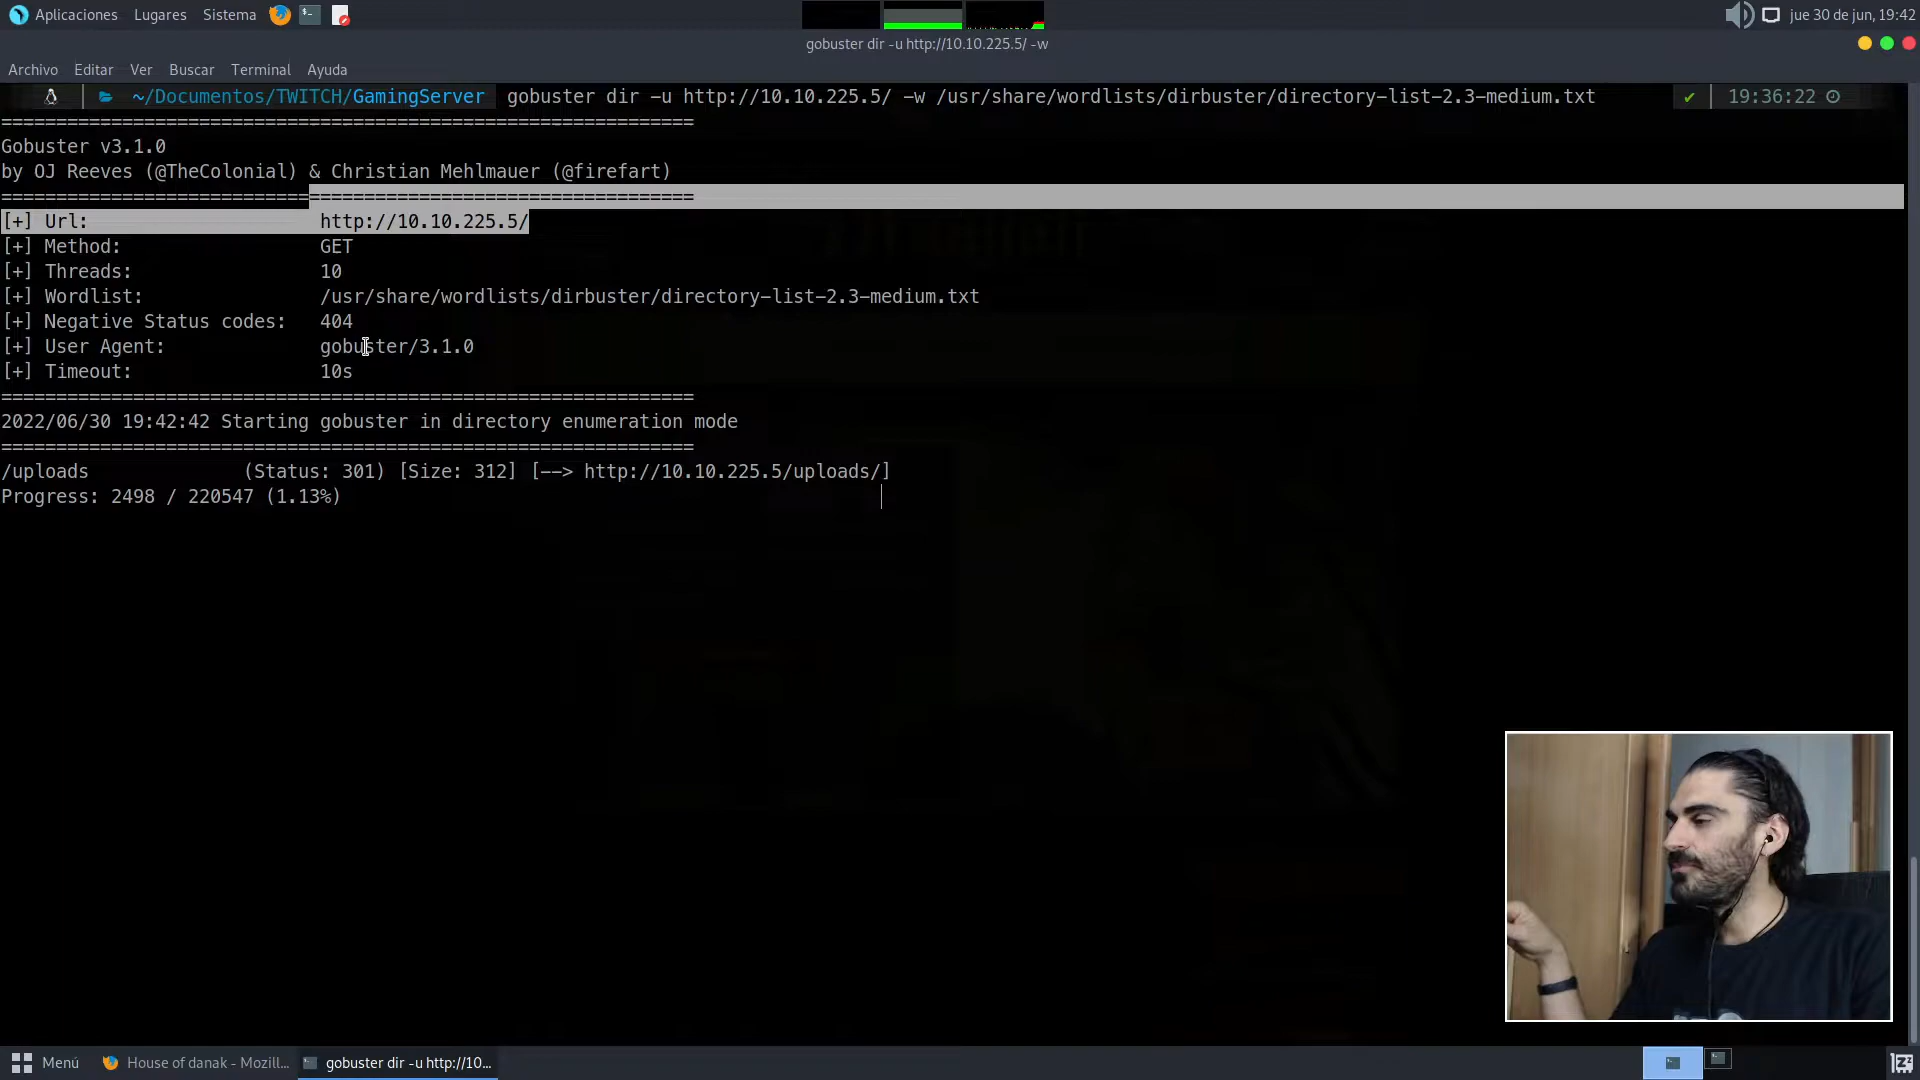 Aplicaciones Lugares Sistema jue 30 de jun, 19:42
gobuster dir -u http://10.10.225.5/ -w
Archivo Editar Ver Buscar Terminal Ayuda
~/Documentos/TWITCH/GamingServer gobuster dir -u http://10.10.225.5/ -w /usr/share/wordlists/dirbuster/directory-list-2.3-medium.txt ✔ 19:36:22
===============================================================
Gobuster v3.1.0
by OJ Reeves (@TheColonial) & Christian Mehlmauer (@firefart)
===============================================================
[+] Url: http://10.10.225.5/
[+] Method: GET
[+] Threads: 10
[+] Wordlist: /usr/share/wordlists/dirbuster/directory-list-2.3-medium.txt
[+] Negative Status codes: 404
[+] User Agent: gobuster/3.1.0
[+] Timeout: 10s
===============================================================
2022/06/30 19:42:42 Starting gobuster in directory enumeration mode
===============================================================
/uploads (Status: 301) [Size: 312] [--> http://10.10.225.5/uploads/]
Progress: 2498 / 220547 (1.13%)
Menú House of danak - Mozill... gobuster dir -u http://10...